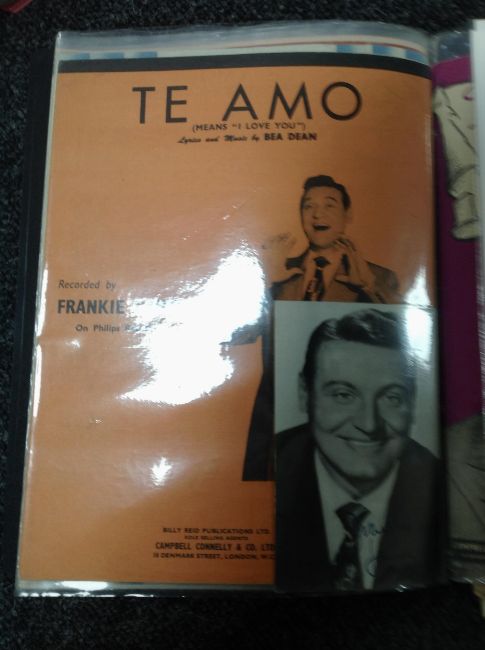 TE AMO
(MEANS "I LOVE YOU")
Lyrics and Music by BEA DEAN
Recorded by
FRANKIE
On Philips
BILLY REID PUBLICATIONS LTD.
SOLE SELLING AGENTS
CAMPBELL CONNELLY & CO. LTD
10 DENMARK STREET, LONDON, W.C.